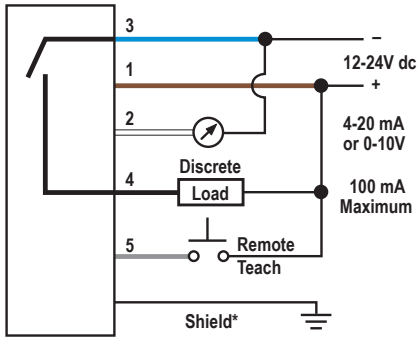 3
–
12-24V dc
1
+
2
4-20 mA
or 0-10V
Discrete
4
Load
100 mA
Maximum
5
Remote
Teach
Shield*